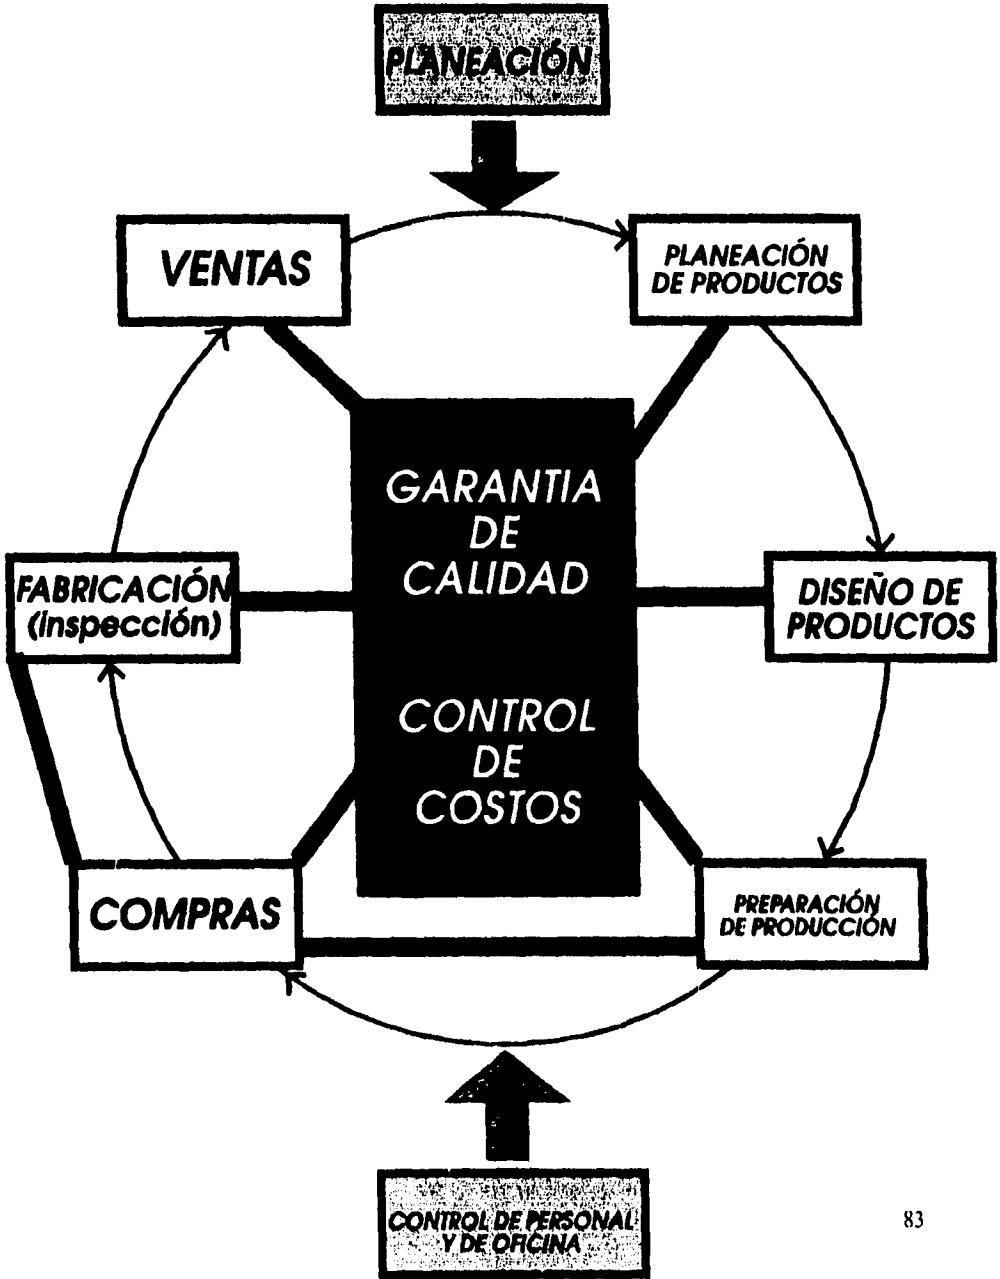 PLANEACIÓN
VENTAS
PLANEACIÓN
DE PRODUCTOS
GARANTIA
DE
CALIDAD
FABRICACIÓN
(inspección)
DISEÑO DE
PRODUCTOS
CONTROL
DE
COSTOS
COMPRAS
PREPARACIÓN
DE PRODUCCIÓN
CONTROL DE PERSONAL
Y DE OFICINA
83